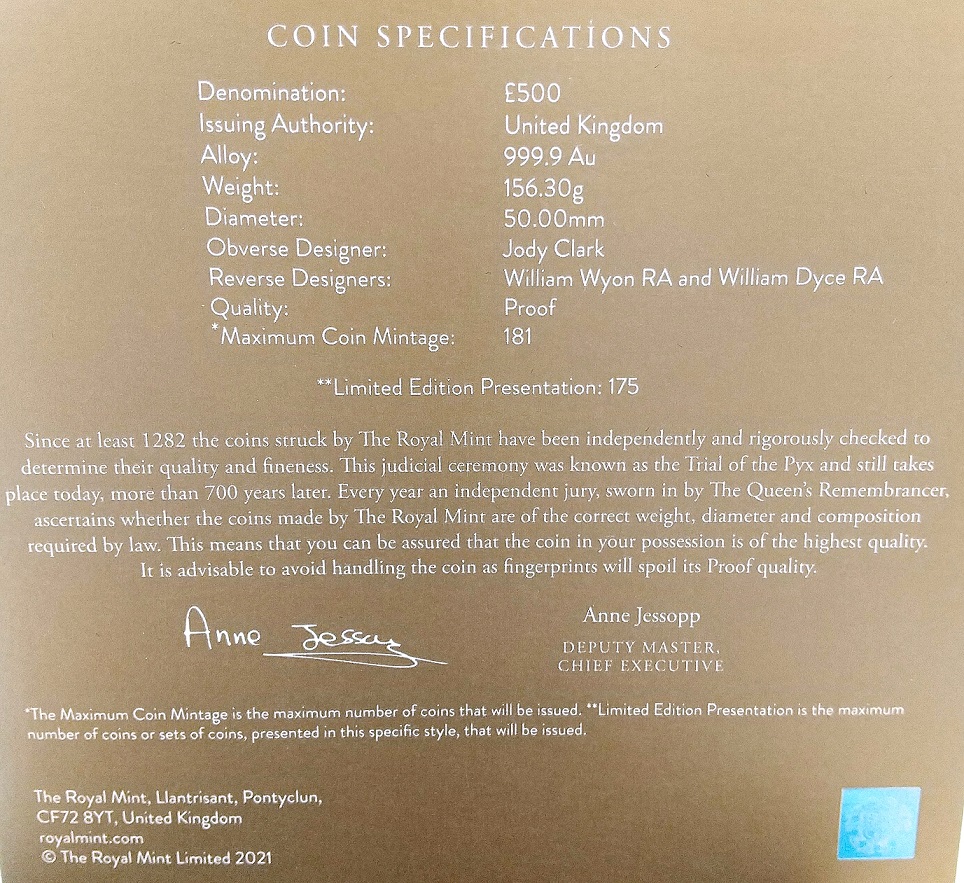 COIN SPECIFICATIONS
Denomination: £500
Issuing Authority: United Kingdom
Alloy: 999.9 Au
Weight: 156.30g
Diameter: 50.00mm
Obverse Designer: Jody Clark
Reverse Designers: William Wyon RA and William Dyce RA
Quality: Proof
*Maximum Coin Mintage: 181
**Limited Edition Presentation: 175
Since at least 1282 the coins struck by The Royal Mint have been independently and rigorously checked to
determine their quality and fineness. This judicial ceremony was known as the Trial of the Pyx and still takes
place today, more than 700 years later. Every year an independent jury, sworn in by The Queen's Remembrancer,
ascertains whether the coins made by The Royal Mint are of the correct weight, diameter and composition
required by law. This means that you can be assured that the coin in your possession is of the highest quality.
It is advisable to avoid handling the coin as fingerprints will spoil its Proof quality.
Anne Jessopp
Anne Jessopp
DEPUTY MASTER,
CHIEF EXECUTIVE
*The Maximum Coin Mintage is the maximum number of coins that will be issued. **Limited Edition Presentation is the maximum
number of coins or sets of coins, presented in this specific style, that will be issued.
The Royal Mint, Llantrisant, Pontyclun,
CF72 8YT, United Kingdom
royalmint.com
© The Royal Mint Limited 2021